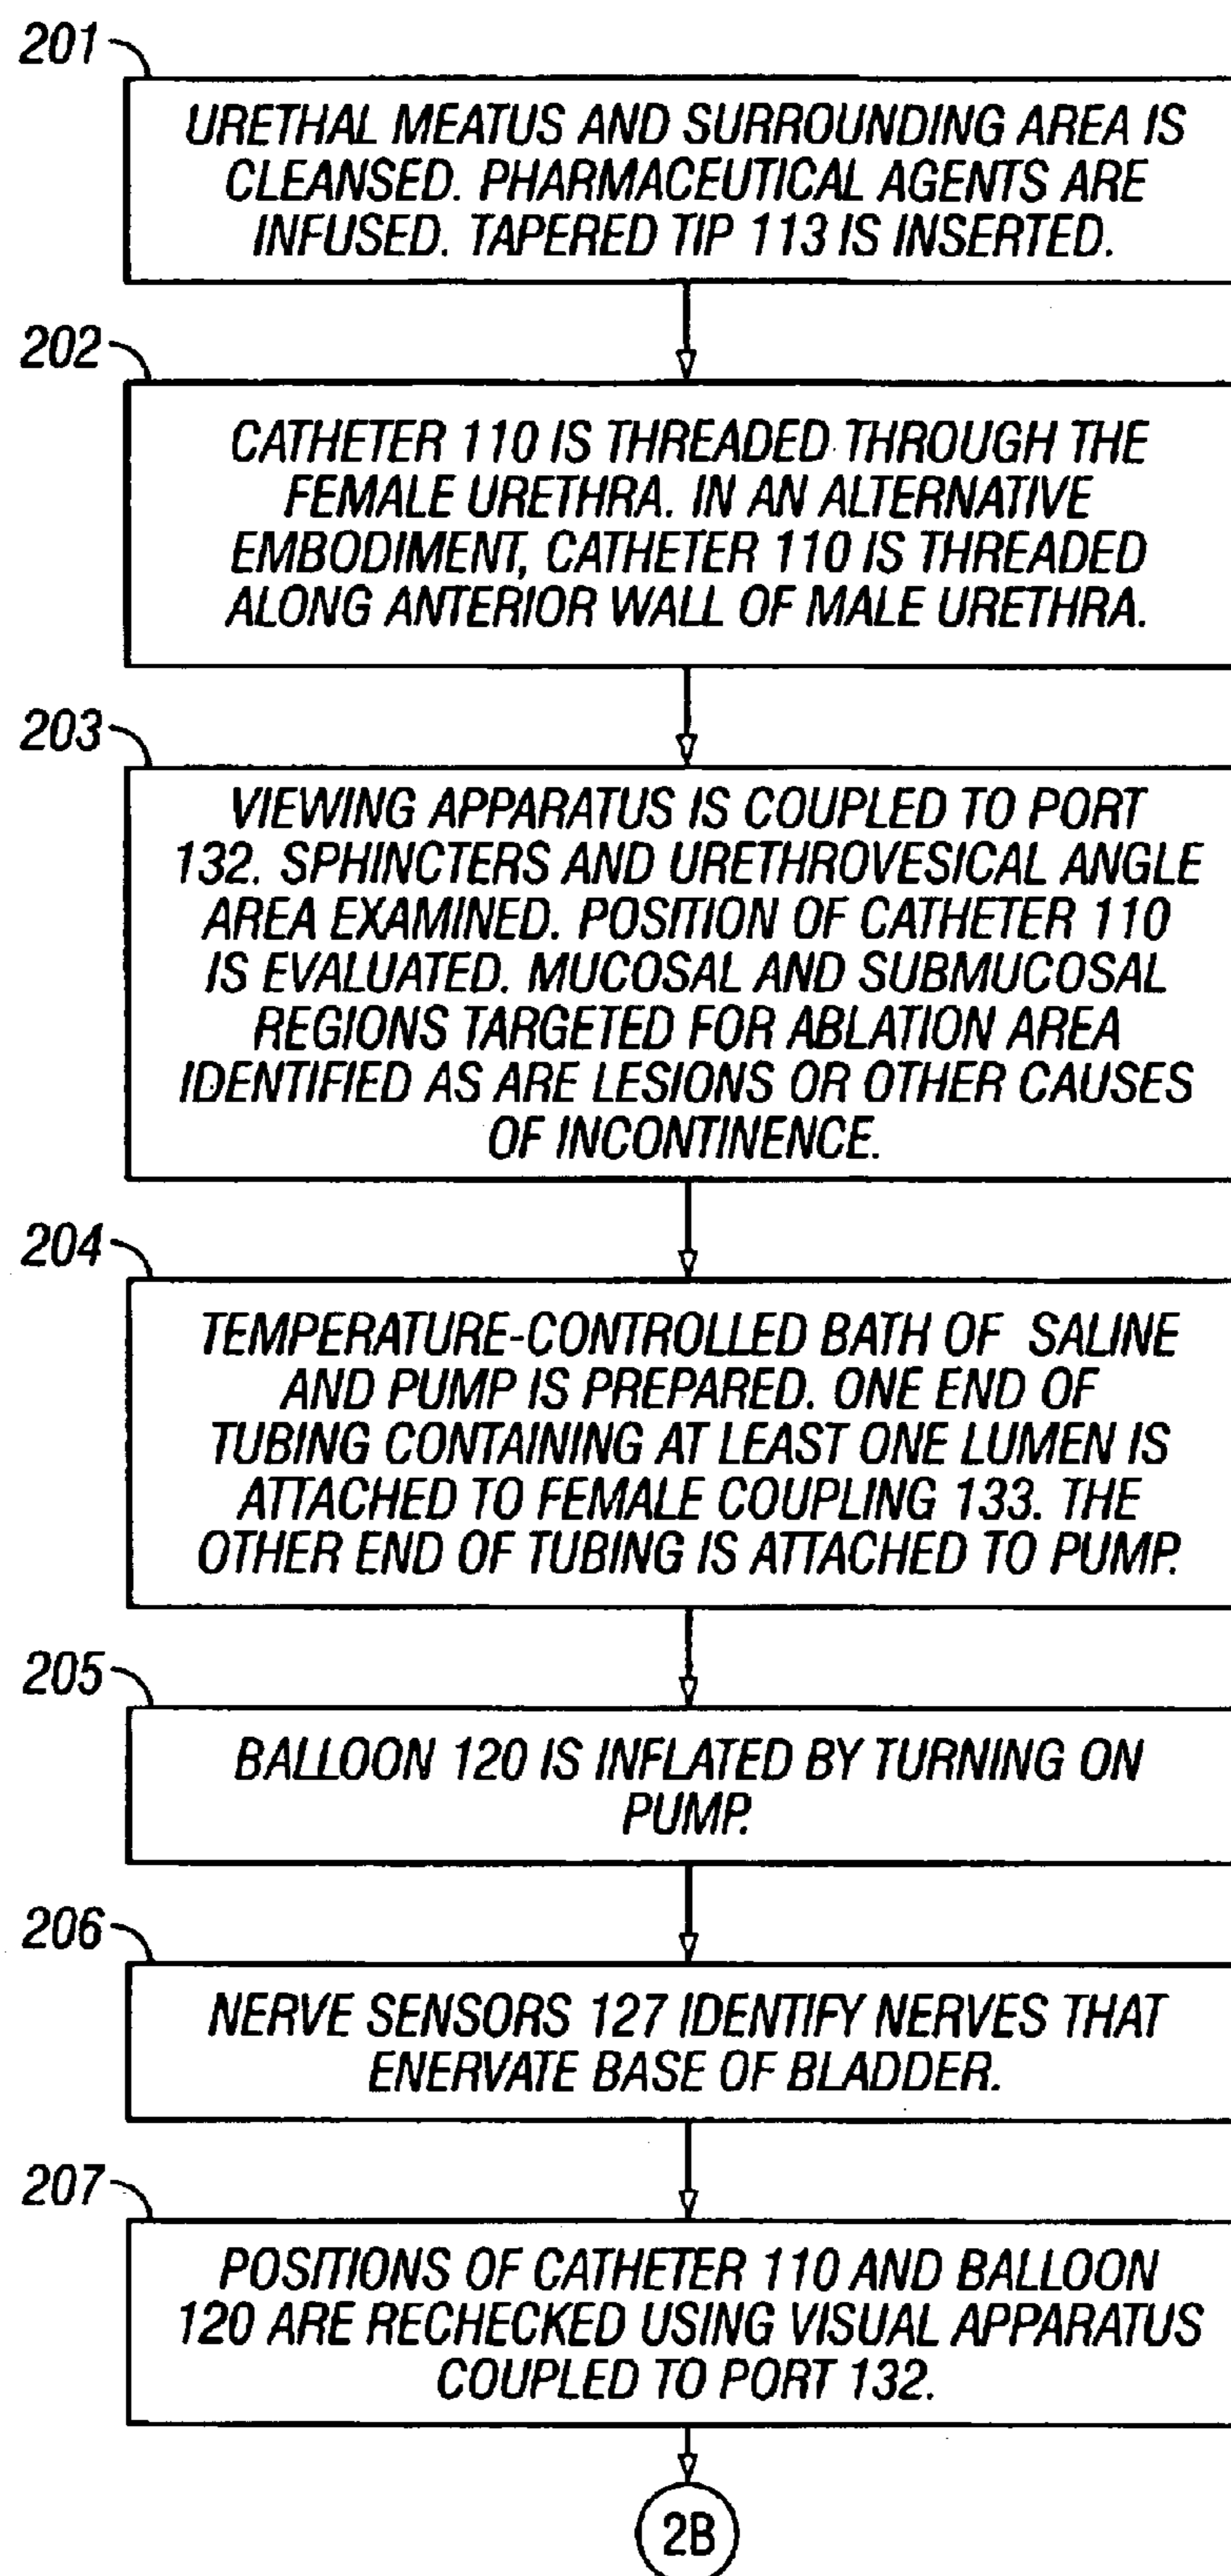 201
URETHAL MEATUS AND SURROUNDING AREA IS
CLEANSED. PHARMACEUTICAL AGENTS ARE
INFUSED. TAPERED TIP 113 IS INSERTED.
202
CATHETER 110 IS THREADED THROUGH THE
FEMALE URETHRA. IN AN ALTERNATIVE
EMBODIMENT, CATHETER 110 IS THREADED
ALONG ANTERIOR WALL OF MALE URETHRA.
203
VIEWING APPARATUS IS COUPLED TO PORT
132. SPHINCTERS AND URETHROVESICAL ANGLE
AREA EXAMINED. POSITION OF CATHETER 110
IS EVALUATED. MUCOSAL AND SUBMUCOSAL
REGIONS TARGETED FOR ABLATION AREA
IDENTIFIED AS ARE LESIONS OR OTHER CAUSES
OF INCONTINENCE.
204
TEMPERATURE-CONTROLLED BATH OF SALINE
AND PUMP IS PREPARED. ONE END OF
TUBING CONTAINING AT LEAST ONE LUMEN IS
ATTACHED TO FEMALE COUPLING 133. THE
OTHER END OF TUBING IS ATTACHED TO PUMP.
205
BALLOON 120 IS INFLATED BY TURNING ON
PUMP.
206
NERVE SENSORS 127 IDENTIFY NERVES THAT
ENERVATE BASE OF BLADDER.
207
POSITIONS OF CATHETER 110 AND BALLOON
120 ARE RECHECKED USING VISUAL APPARATUS
COUPLED TO PORT 132.
2B